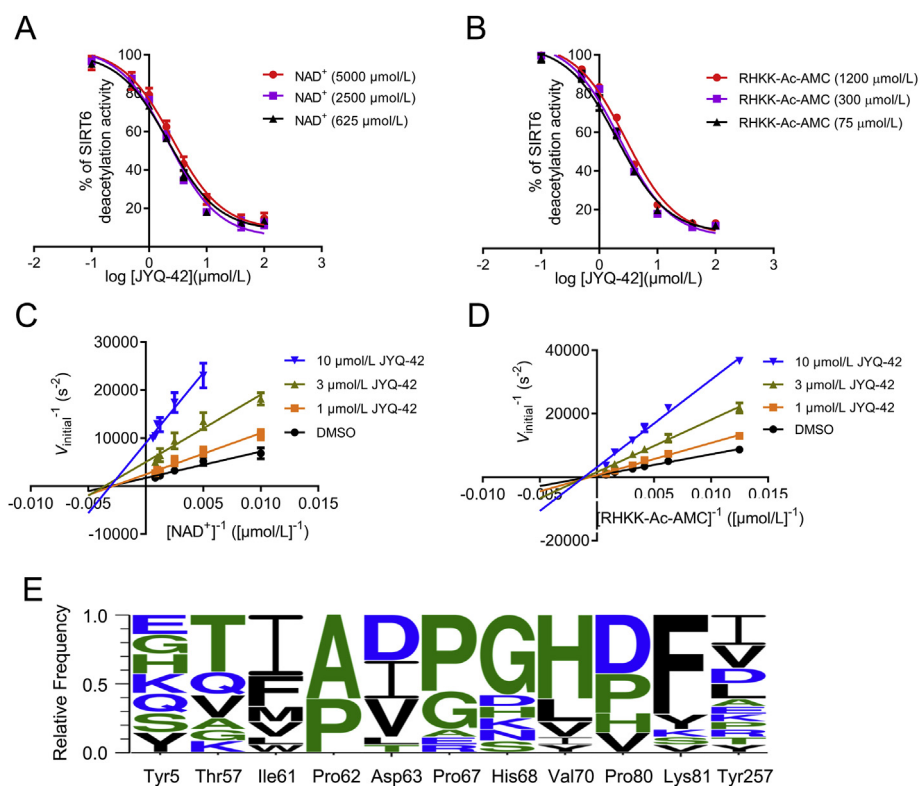 A
B
NAD⁺ (5000 µmol/L)
NAD⁺ (2500 µmol/L)
NAD⁺ (625 µmol/L)
100
80
60
40
20
% of SIRT6
deacetylation activity
-2 -1 0 1 2 3
log [JYQ-42](µmol/L)
RHKK-Ac-AMC (1200 µmol/L)
RHKK-Ac-AMC (300 µmol/L)
RHKK-Ac-AMC (75 µmol/L)
100
80
60
40
20
% of SIRT6
deacetylation activity
-2 -1 0 1 2 3
log [JYQ-42](µmol/L)
C
D
30000
20000
10000
-10000
Vinitial⁻¹ (s⁻²)
10 µmol/L JYQ-42
3 µmol/L JYQ-42
1 µmol/L JYQ-42
DMSO
-0.010 -0.005 0.005 0.010 0.015
[NAD⁺]⁻¹ ([µmol/L]⁻¹)
40000
20000
-20000
Vinitial⁻¹ (s⁻²)
10 µmol/L JYQ-42
3 µmol/L JYQ-42
1 µmol/L JYQ-42
DMSO
-0.010 -0.005 0.005 0.010 0.015
[RHKK-Ac-AMC]⁻¹ ([µmol/L]⁻¹)
E
Relative Frequency
1.0
0.5
0.0
E G H K Q S Y
T Q V A G K
I F M V L W
A P
D I V L T
P G A E R
G D H K N S
H L V I Y
D P H V
F Y K S T V
I V D L A E K R T Y
Tyr5 Thr57 Ile61 Pro62 Asp63 Pro67 His68 Val70 Pro80 Lys81 Tyr257